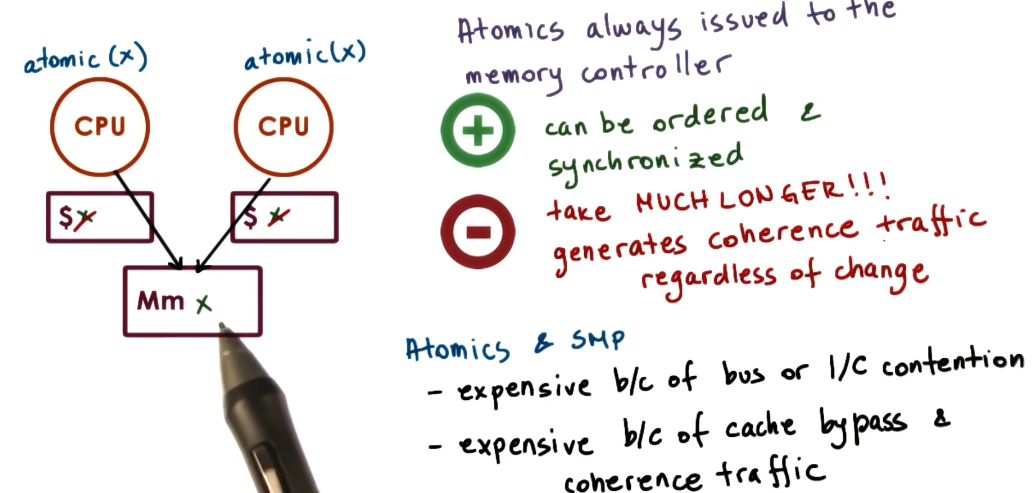 atomic (x)
atomic(x)
CPU
CPU
$x
$x
Mm x
Atomics always issued to the
memory controller
+
can be ordered &
synchronized
-
take MUCH LONGER!!!
generates coherence traffic
regardless of change
Atomics & SMP
- expensive b/c of bus or I/C contention
- expensive b/c of cache bypass &
coherence traffic